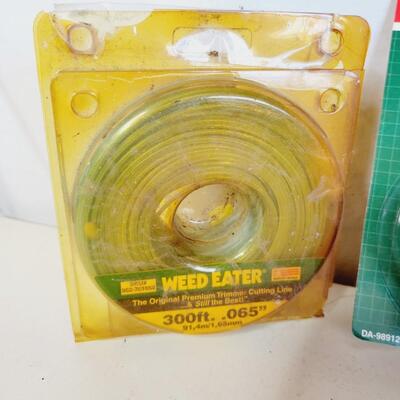 WEED EATER®
The Original Premium Trimmer Cutting Line
& Still the Best!™
300ft. .065"
91,4m/1,65mm
DA-98912